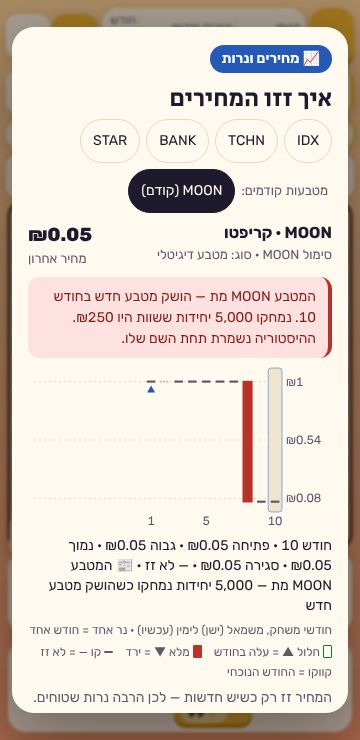 📈 מחירים ונרות
איך זזו המחירים
IDX TCHN BANK STAR
מטבעות קודמים: MOON (קודם)
MOON • קריפטו ₪0.05
סימול MOON • סוג: מטבע דיגיטלי מחיר אחרון
המטבע MOON מת — הושק מטבע חדש בחודש
10. נמחקו 5,000 יחידות ששוות היו ₪250.
ההיסטוריה נשמרת תחת השם שלו.
₪1
₪0.54
₪0.08
1 5 10
חודש 10 • פתיחה ₪0.05 • גבוה ₪0.05 • נמוך
₪0.05 • סגירה ₪0.05 • — לא זז • 📰 המטבע
MOON מת — 5,000 יחידות נמחקו כשהושק מטבע
חדש
חודשי משחק, משמאל (ישן) לימין (עכשיו) • נר אחד = חודש אחד
חלול ▲ = עלה בחודש מלא ▼ = ירד קו — = לא זז
קווקו = החודש הנוכחי
המחיר זז רק כשיש חדשות — לכן הרבה נרות שטוחים.